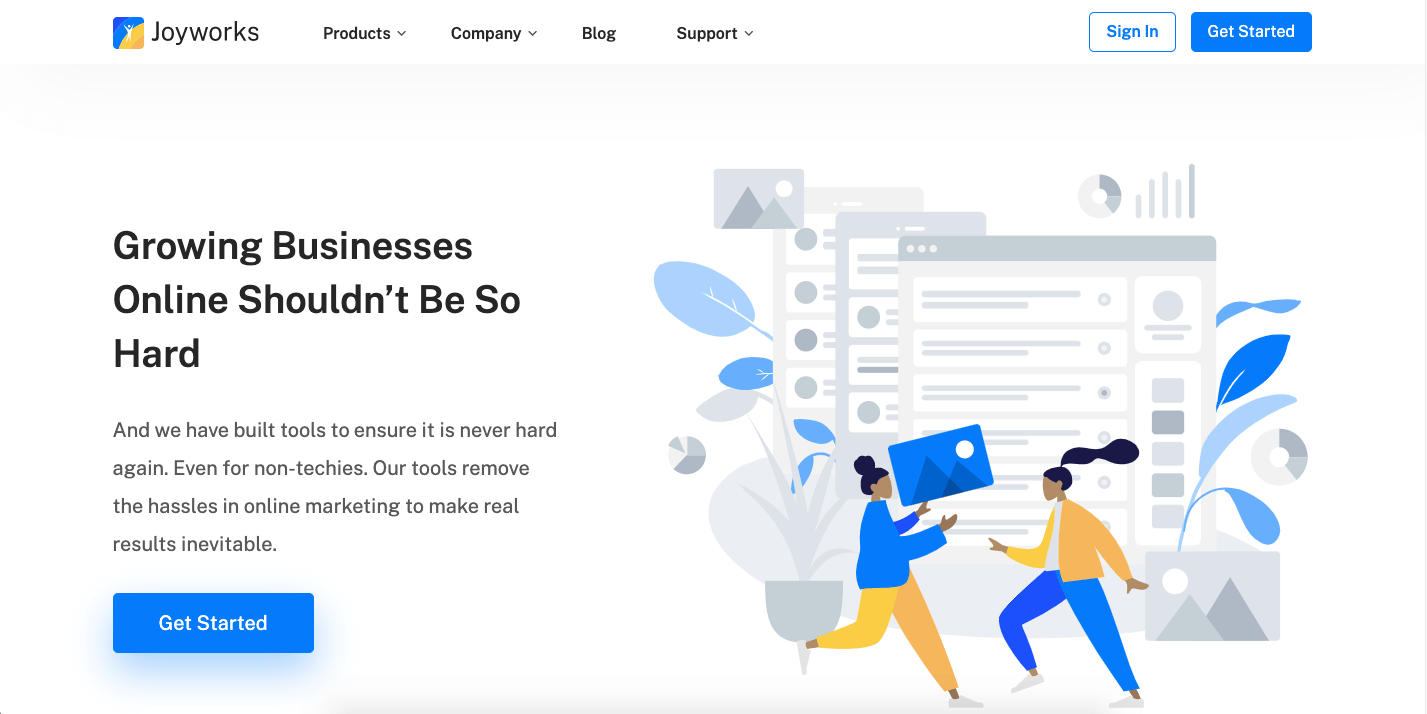 Joyworks
Products
Company
Blog
Support
Sign In
Get Started
Growing Businesses
Online Shouldn’t Be So
Hard
And we have built tools to ensure it is never hard
again. Even for non-techies. Our tools remove
the hassles in online marketing to make real
results inevitable.
Get Started